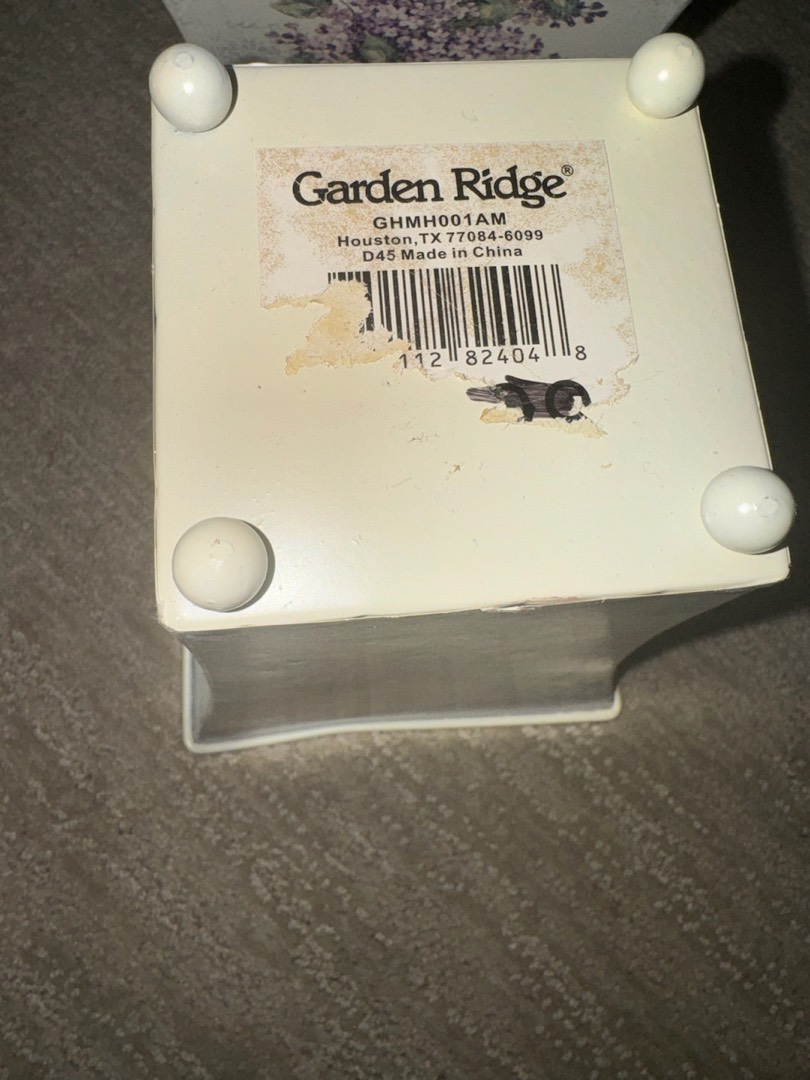 Garden Ridge®
GHMH001AM
Houston,TX 77084-6099
D45 Made in China
112 82404 8